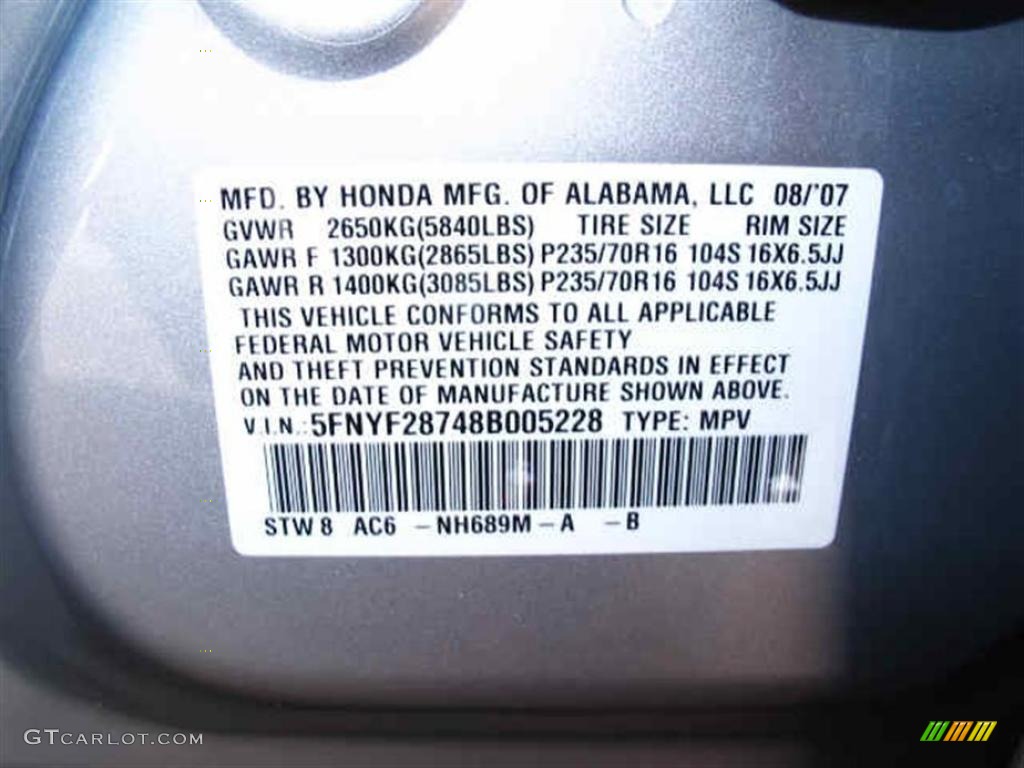 MFD. BY HONDA MFG. OF ALABAMA, LLC 08/'07
GVWR 2650KG(5840LBS) TIRE SIZE RIM SIZE
GAWR F 1300KG(2865LBS) P235/70R16 104S 16X6.5JJ
GAWR R 1400KG(3085LBS) P235/70R16 104S 16X6.5JJ
THIS VEHICLE CONFORMS TO ALL APPLICABLE
FEDERAL MOTOR VEHICLE SAFETY
AND THEFT PREVENTION STANDARDS IN EFFECT
ON THE DATE OF MANUFACTURE SHOWN ABOVE.
V.I.N.: 5FNYF28748B005228 TYPE: MPV
STW 8 AC6 -NH689M-A -B
GTCARLOT.COM